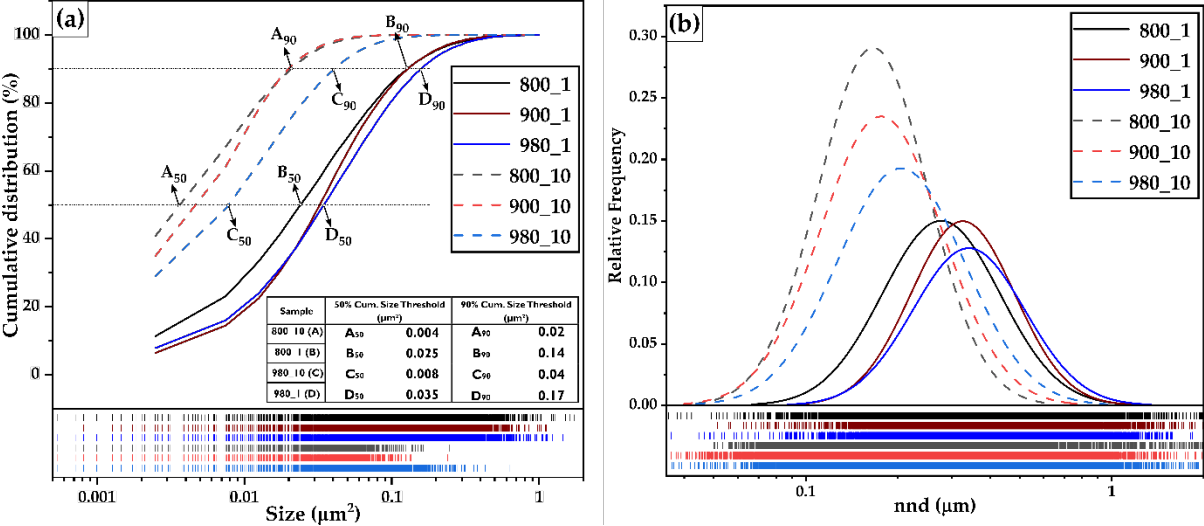 (a)
Cumulative distribution (%)
100
80
60
40
20
0
A90
B90
C90
D90
A50
B50
C50
D50
800_1
900_1
980_1
800_10
900_10
980_10
Sample
50% Cum. Size Threshold
(µm²)
90% Cum. Size Threshold
(µm²)
800_10 (A) A50 0.004 A90 0.02
800_1 (B) B50 0.025 B90 0.14
980_10 (C) C50 0.008 C90 0.04
980_1 (D) D50 0.035 D90 0.17
0.001 0.01 0.1 1
Size (µm²)
(b)
Relative Frequency
0.30
0.25
0.20
0.15
0.10
0.05
0.00
800_1
900_1
980_1
800_10
900_10
980_10
0.1 1
nnd (µm)